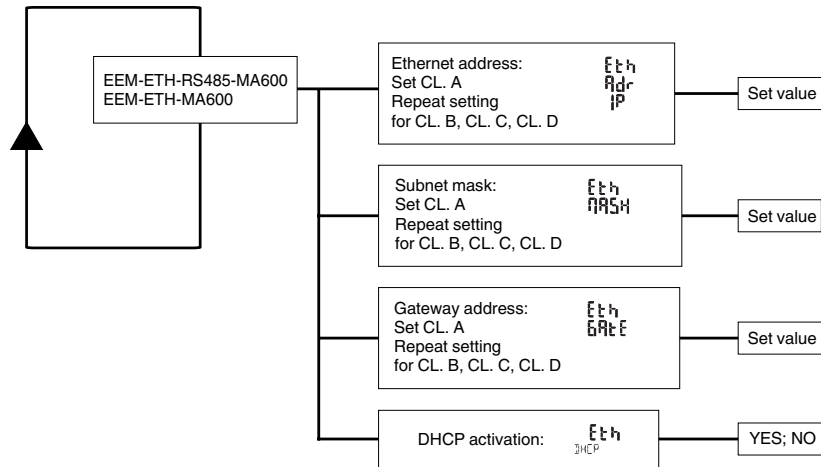 EEM-ETH-RS485-MA600
EEM-ETH-MA600
Ethernet address:
Set CL. A
Repeat setting
for CL. B, CL. C, CL. D
Eth
Adr
IP
Set value
Subnet mask:
Set CL. A
Repeat setting
for CL. B, CL. C, CL. D
Eth
MASK
Set value
Gateway address:
Set CL. A
Repeat setting
for CL. B, CL. C, CL. D
Eth
GAtE
Set value
DHCP activation:
Eth
DHCP
YES; NO